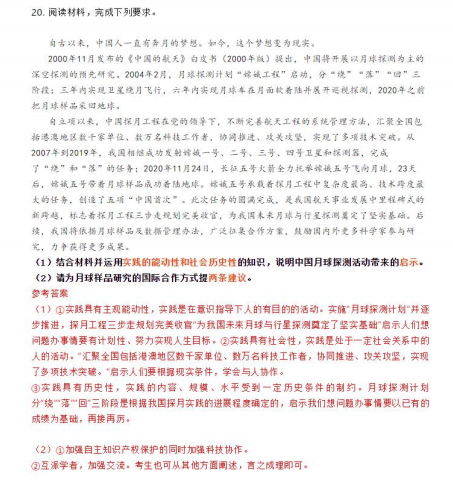 20. 阅读材料，完成下列要求。
自古以来，中国人一直有奔月的梦想。如今，这个梦想变为现实。
2000年11月发布的《中国的航天》白皮书（2000年版）提出，中国将开展以月球探测为主的
深空探测的预先研究。2004年2月，月球探测计划“嫦娥工程”启动，分“绕”“落”“回”三
阶段：三年内实现卫星绕月飞行，六年内实现月球车在月面软着陆并开展巡视探测，2020年之前
把月球样品采回地球。
自立项以来，中国探月工程在党的领导下，不断完善航天工程的系统管理方法，汇聚全国包
括港澳地区数千家单位、数万名科技工作者，协同推进、攻关攻坚，实现了多项技术突破。从
2007年到2019年，我国相继成功发射嫦娥一号、二号、三号、四号卫星和探测器，完成
了“绕”和“落”的任务；2020年11月24日，长征五号火箭全力托举嫦娥五号飞向月球，23天
后，嫦娥五号带着月球样品成功着陆地球。嫦娥五号承载着探月工程中复杂度最高、技术跨度最
大的任务，创造了五项“中国首次”。此次任务的圆满完成，是我国航天事业发展中里程碑式的
新跨越，标志着探月工程三步走规划完美收官，为我国未来月球与行星探测奠定了坚实基础。后
续，我国将依据月球样品及数据管理办法，广泛征集合作方案，鼓励国内外更多科学家参与研
究，力争获得更多成果。
（1）结合材料并运用实践的能动性和社会历史性的知识，说明中国月球探测活动带来的启示。
（2）请为月球样品研究的国际合作方式提两条建议。
参考答案
（1）①实践具有主观能动性，实践是在意识指导下人的有目的的活动。实施“月球探测计划”并逐
步推进，探月工程三步走规划完美收官”为我国未来月球与行星探测奠定了坚实基础”启示人们想
问题办事情要有计划性、努力实现人生目标。②实践具有社会性，实践是处于一定社会关系中的
人的活动。”汇聚全国包括港澳地区数千家单位、数万名科技工作者，协同推进、攻关攻坚，实现
了多项技术突破。”启示人们要根据现实条件，学会与人协作。
③实践具有历史性，实践的内容、规模、水平受到一定历史条件的制约。月球探测计划
分“绕”“落”“回”三阶段是根据我国探月实践的进展程度确定的，启示我们想问题办事情要以已有的
成绩为基础，再接再厉。
（2）①加强自主知识产权保护的同时加强科技协作。
②互派学者，加强交流。考生也可从其他方面阐述，言之成理即可。